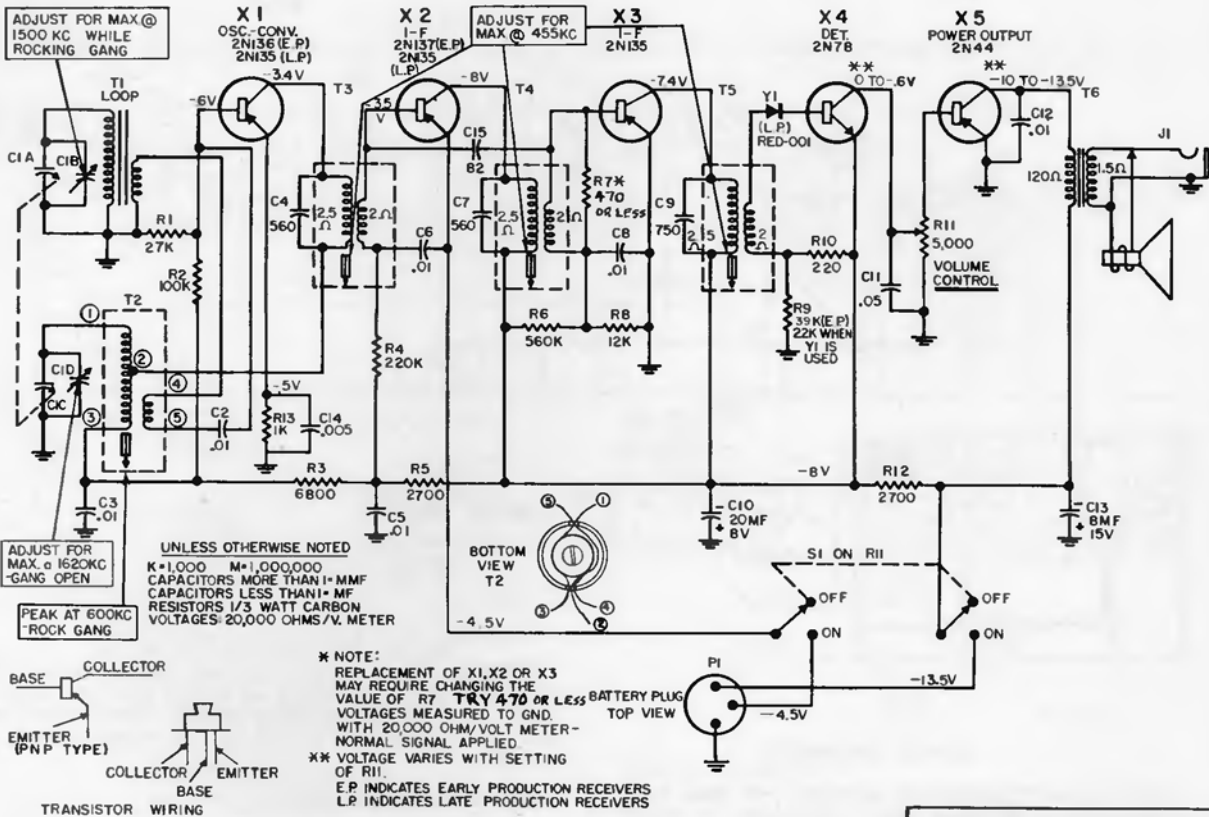 ADJUST FOR MAX.@
1500 KC WHILE
ROCKING GANG
X 1
OSC.-CONV.
2N136(E.P)
2N135 (L.P)
X 2
I-F
2N137(E.P)
2N135
(L.P)
ADJUST FOR
MAX @ 455KC
X 3
I-F
2N135
X 4
DET.
2N78
X 5
POWER OUTPUT
2N44
T1
LOOP
C1A
C1B
-.6V
-3.4V
T3
-.35
V
-8V
T4
C15
82
-7.4V
T5
Y1
(L.P.)
RED-001
**
0 TO -.6V
**
-10 TO -13.5V
C12
.01
T6
J1
R1
27K
R2
100K
C4
560
2.5
Ω
2Ω
C6
.01
C7
560
2.5
Ω
2Ω
R7*
470
OR LESS
C8
.01
C9
750
2.5
Ω
2
Ω
R10
220
R9
39K(E.P)
22K WHEN
Y1 IS
USED
C11
.05
R11
5,000
VOLUME
CONTROL
120Ω
1.5Ω
T2
1
2
3
4
5
C1D
C1C
C2
.01
-.5V
R13
1K
C14
.005
R4
220K
R6
560K
R8
12K
R3
6800
R5
2700
-8V
R12
2700
C3
.01
C5
.01
-
C10
20MF
+
8V
-
C13
8MF
+
15V
ADJUST FOR
MAX. a 1620KC
-GANG OPEN
PEAK AT 600KC
-ROCK GANG
UNLESS OTHERWISE NOTED
K=1,000 M=1,000,000
CAPACITORS MORE THAN 1= MMF
CAPACITORS LESS THAN 1= MF
RESISTORS 1/3 WATT CARBON
VOLTAGES: 20,000 OHMS/V. METER
BOTTOM
VIEW
T2
5
1
3
4
2
S1 ON R11
OFF
ON
OFF
ON
-4.5V
-13.5V
-4.5V
P1
BATTERY PLUG
TOP VIEW
BASE
COLLECTOR
EMITTER
(PNP TYPE)
COLLECTOR
BASE
EMITTER
TRANSISTOR WIRING
* NOTE:
REPLACEMENT OF X1,X2 OR X3
MAY REQUIRE CHANGING THE
VALUE OF R7 TRY 470 OR LESS
VOLTAGES MEASURED TO GND.
WITH 20,000 OHM/VOLT METER-
NORMAL SIGNAL APPLIED
** VOLTAGE VARIES WITH SETTING
OF R11.
E.P. INDICATES EARLY PRODUCTION RECEIVERS
L.P. INDICATES LATE PRODUCTION RECEIVERS